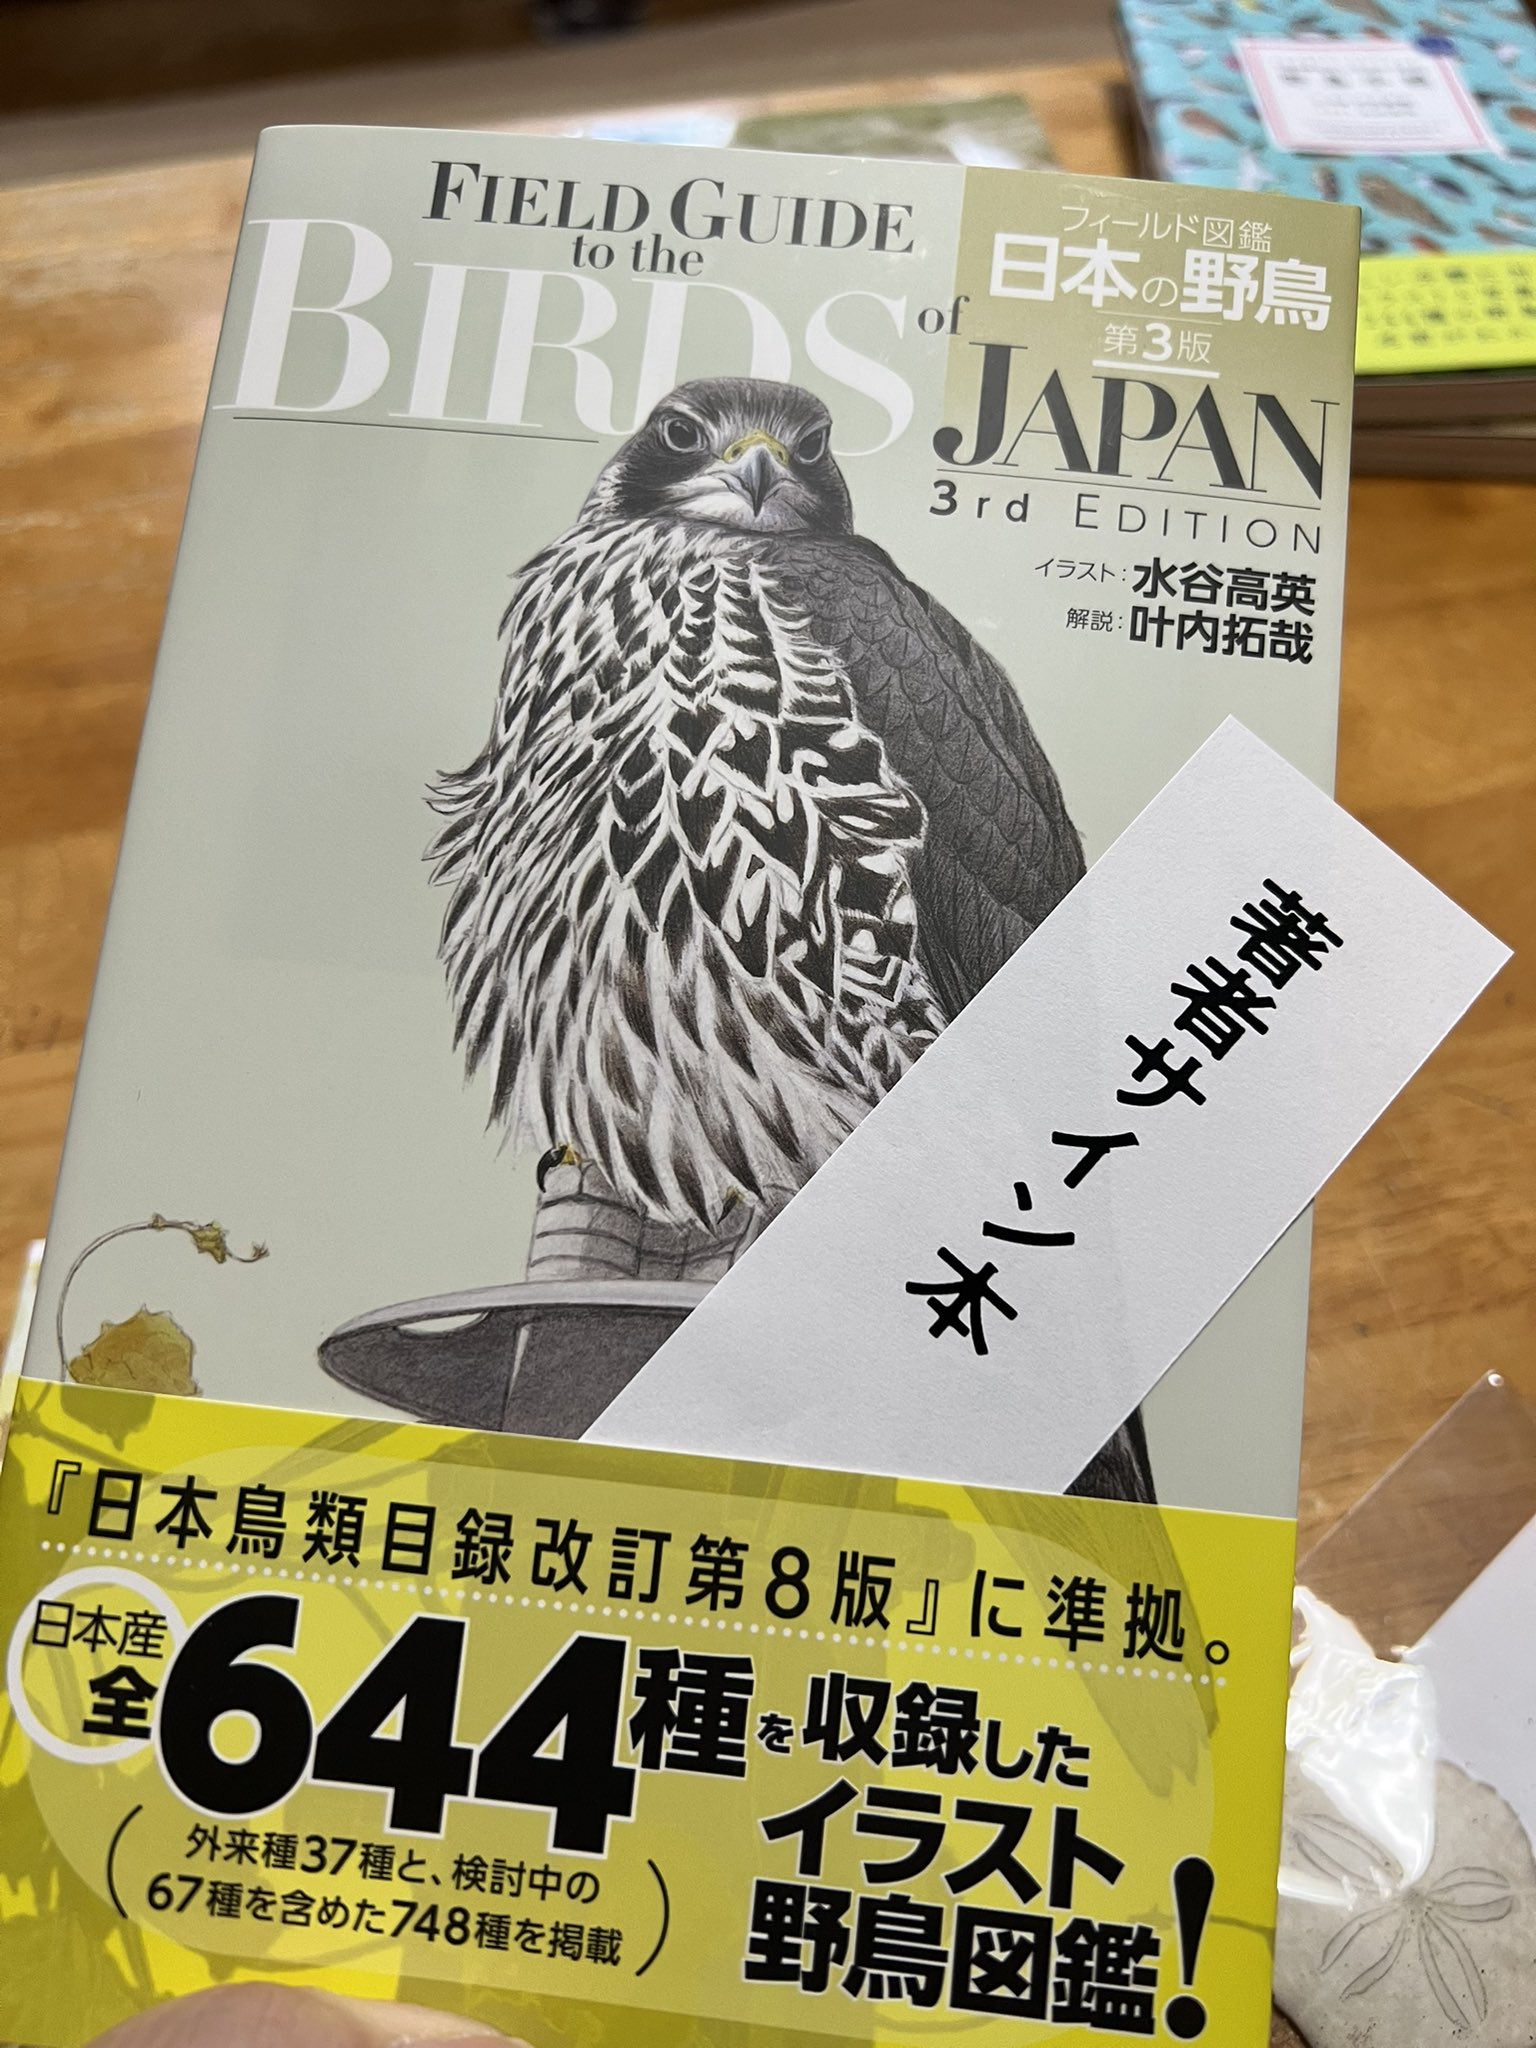 FIELD GUIDE
to the
BIRDS of
JAPAN
3rd EDITION
フィールド図鑑
日本の野鳥
第3版
イラスト：水谷高英
解説：叶内拓哉
著者サイン本
『日本鳥類目録改訂第8版』に準拠。
日本産
全644種を収録した
イラスト
野鳥図鑑！
（外来種37種と、検討中の
67種を含めた748種を掲載）